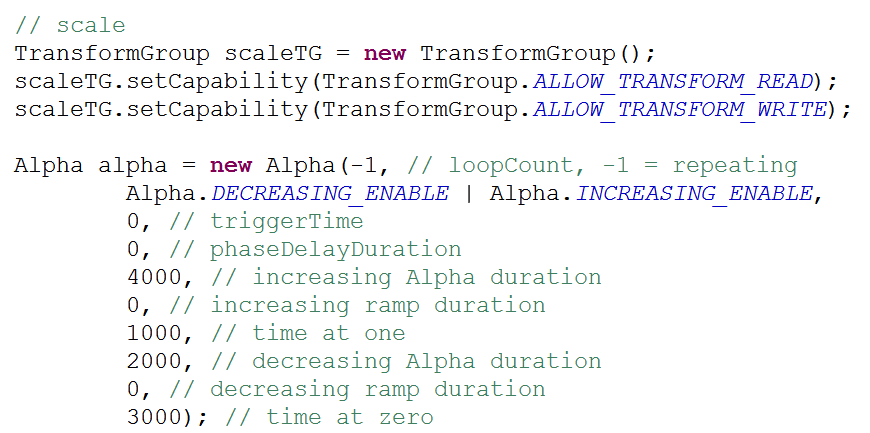 // scale
TransformGroup scaleTG = new TransformGroup();
scaleTG.setCapability(TransformGroup.ALLOW_TRANSFORM_READ);
scaleTG.setCapability(TransformGroup.ALLOW_TRANSFORM_WRITE);

Alpha alpha = new Alpha(-1, // loopCount, -1 = repeating
        Alpha.DECREASING_ENABLE | Alpha.INCREASING_ENABLE,
        0, // triggerTime
        0, // phaseDelayDuration
        4000, // increasing Alpha duration
        0, // increasing ramp duration
        1000, // time at one
        2000, // decreasing Alpha duration
        0, // decreasing ramp duration
        3000); // time at zero